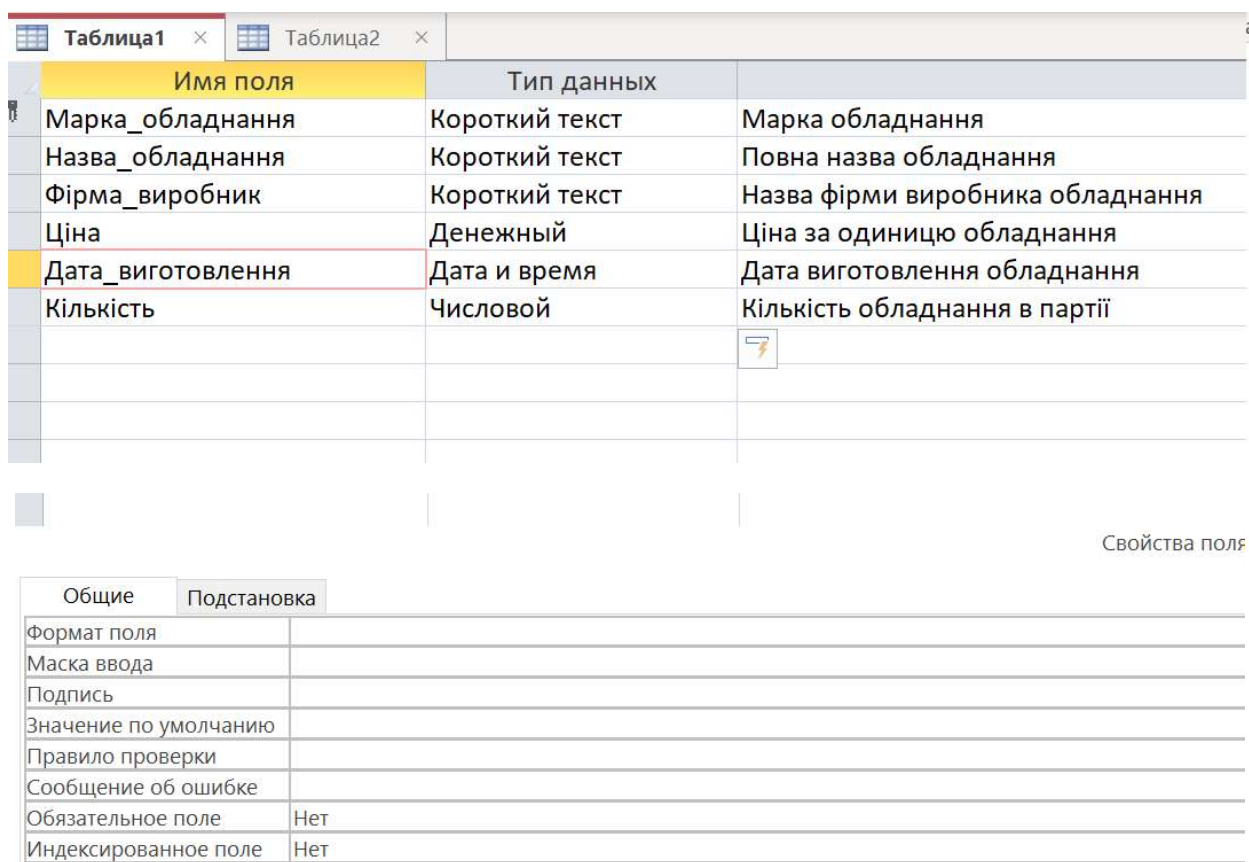 Таблица1 × Таблица2 ×
Имя поля Тип данных
Марка_обладнання Короткий текст Марка обладнання
Назва_обладнання Короткий текст Повна назва обладнання
Фірма_виробник Короткий текст Назва фірми виробника обладнання
Ціна Денежный Ціна за одиницю обладнання
Дата_виготовлення Дата и время Дата виготовлення обладнання
Кількість Числовой Кількість обладнання в партії
Свойства поля
Общие Подстановка
Формат поля
Маска ввода
Подпись
Значение по умолчанию
Правило проверки
Сообщение об ошибке
Обязательное поле Нет
Индексированное поле Нет